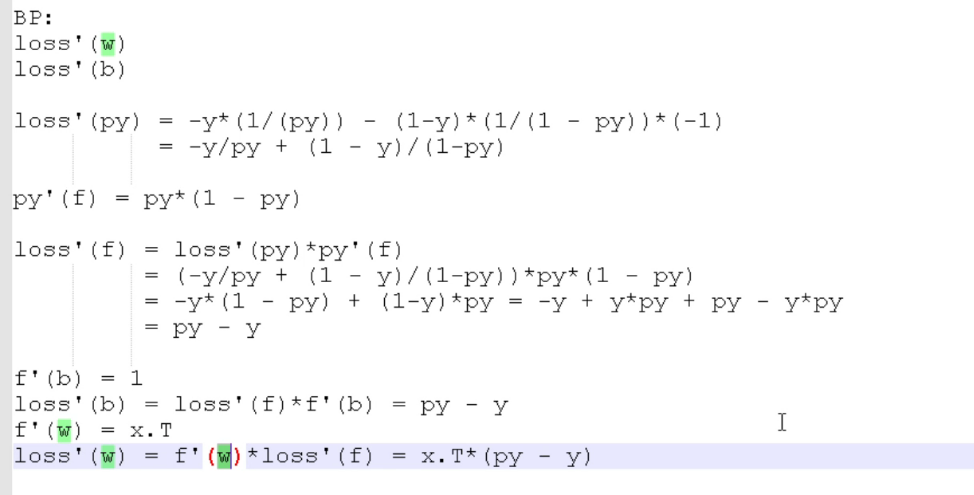 BP:
loss'(w)
loss'(b)
loss'(py) = -y*(1/(py)) - (1-y)*(1/(1 - py))*(-1)
= -y/py + (1 - y)/(1-py)
py'(f) = py*(1 - py)
loss'(f) = loss'(py)*py'(f)
= (-y/py + (1 - y)/(1-py))*py*(1 - py)
= -y*(1 - py) + (1-y)*py = -y + y*py + py - y*py
= py - y
f'(b) = 1
loss'(b) = loss'(f)*f'(b) = py - y
f'(w) = x.T
loss'(w) = f'(w)*loss'(f) = x.T*(py - y)